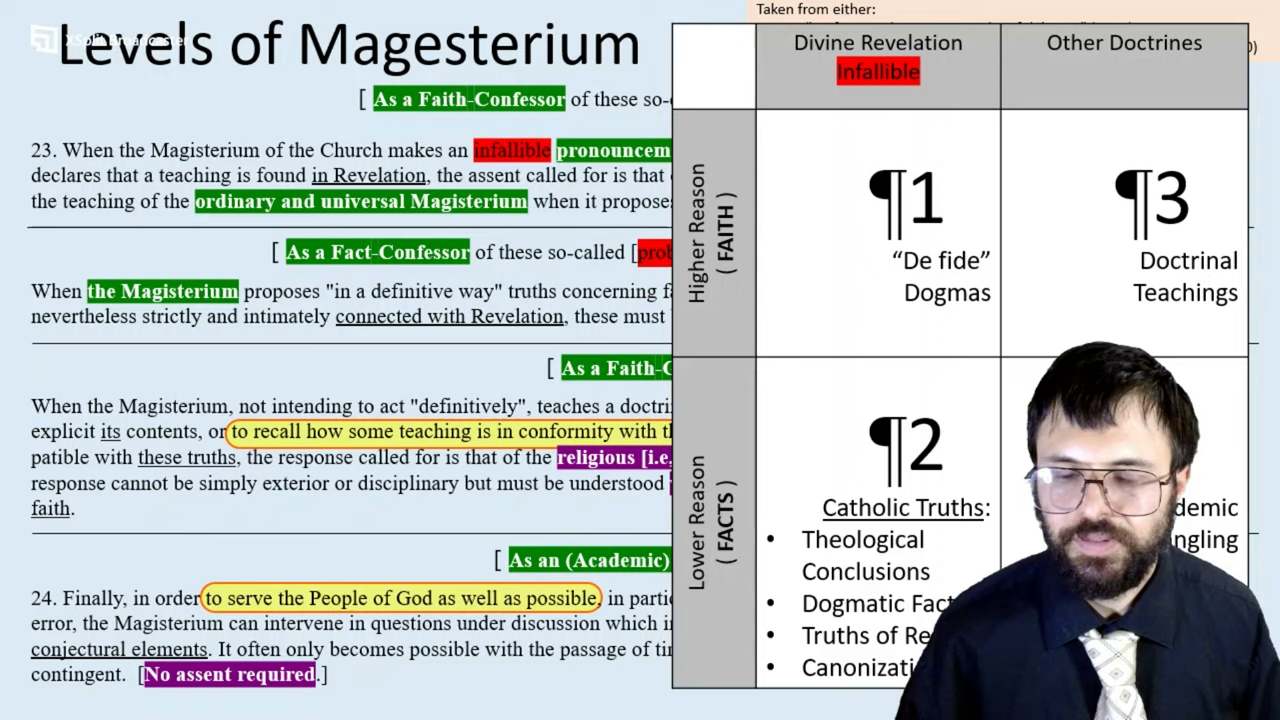 Taken from either:
XSplit Broadcaster
Levels of Magesterium
[ As a Faith-Confessor of these so-
23. When the Magisterium of the Church makes an infallible pronouncem
declares that a teaching is found in Revelation, the assent called for is that
the teaching of the ordinary and universal Magisterium when it propose
[ As a Fact-Confessor of these so-called [prob
When the Magisterium proposes "in a definitive way" truths concerning fa
nevertheless strictly and intimately connected with Revelation, these must
[ As a Faith-C
When the Magisterium, not intending to act "definitively", teaches a doctri
explicit its contents, or to recall how some teaching is in conformity with th
patible with these truths, the response called for is that of the religious [i.e.
response cannot be simply exterior or disciplinary but must be understood
faith.
[ As an (Academic)
24. Finally, in order to serve the People of God as well as possible, in partic
error, the Magisterium can intervene in questions under discussion which i
conjectural elements. It often only becomes possible with the passage of ti
contingent. [No assent required.]
Divine Revelation
Infallible
Other Doctrines
Higher Reason
( FAITH )
¶1
"De fide"
Dogmas
¶3
Doctrinal
Teachings
Lower Reason
( FACTS )
¶2
Catholic Truths:
• Theological
Conclusions
• Dogmatic Fact
• Truths of Re
• Canonizati
demic
ngling